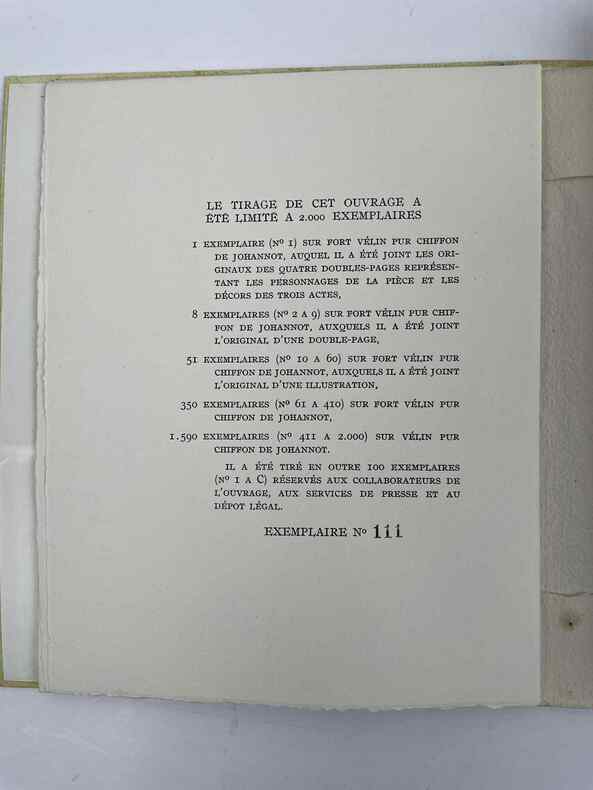 LE TIRAGE DE CET OUVRAGE A
ÉTÉ LIMITÉ A 2.000 EXEMPLAIRES
1 EXEMPLAIRE (Nº 1) SUR FORT VÉLIN PUR CHIFFON
DE JOHANNOT, AUQUEL IL A ÉTÉ JOINT LES ORI-
GINAUX DES QUATRE DOUBLES-PAGES REPRÉSEN-
TANT LES PERSONNAGES DE LA PIÈCE ET LES
DÉCORS DES TROIS ACTES,
8 EXEMPLAIRES (Nº 2 A 9) SUR FORT VÉLIN PUR CHIF-
FON DE JOHANNOT, AUXQUELS IL A ÉTÉ JOINT
L'ORIGINAL D'UNE DOUBLE-PAGE,
51 EXEMPLAIRES (Nº 10 A 60) SUR FORT VÉLIN PUR
CHIFFON DE JOHANNOT, AUXQUELS IL A ÉTÉ JOINT
L'ORIGINAL D'UNE ILLUSTRATION,
350 EXEMPLAIRES (Nº 61 A 410) SUR FORT VÉLIN PUR
CHIFFON DE JOHANNOT,
1.590 EXEMPLAIRES (Nº 411 A 2.000) SUR VÉLIN PUR
CHIFFON DE JOHANNOT.
IL A ÉTÉ TIRÉ EN OUTRE 100 EXEMPLAIRES
(Nº 1 A C) RÉSERVÉS AUX COLLABORATEURS DE
L'OUVRAGE, AUX SERVICES DE PRESSE ET AU
DÉPOT LÉGAL.
EXEMPLAIRE Nº 111